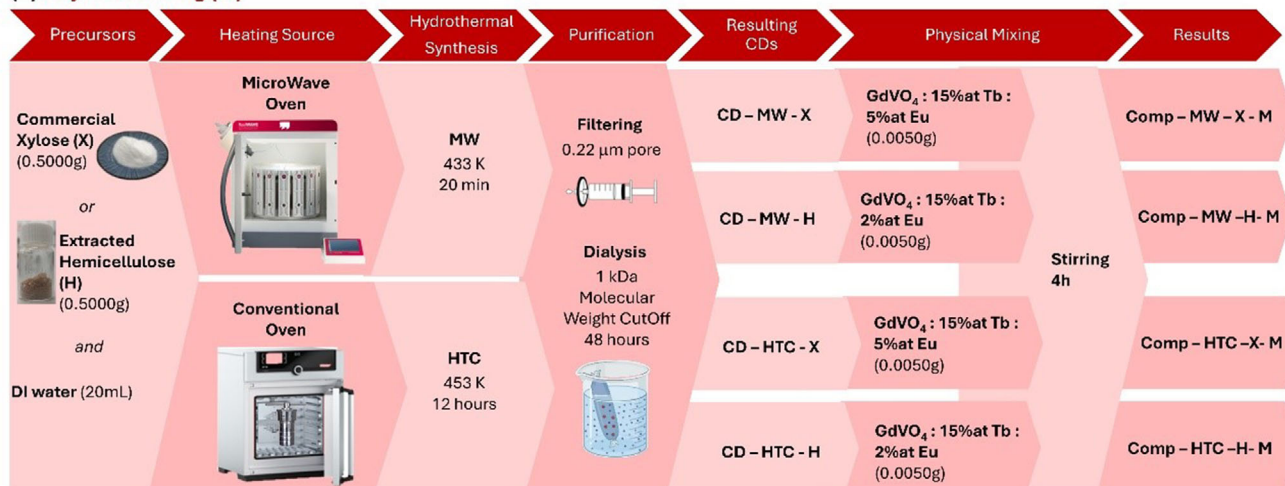 Precursors
Heating Source
Hydrothermal
Synthesis
Purification
Resulting
CDs
Physical Mixing
Results
Commercial
Xylose (X)
(0.5000g)
or
Extracted
Hemicellulose
(H)
(0.5000g)
and
DI water (20mL)
MicroWave
Oven
Conventional
Oven
MW
433 K
20 min
HTC
453 K
12 hours
Filtering
0.22 µm pore
Dialysis
1 kDa
Molecular
Weight CutOff
48 hours
CD – MW - X
CD – MW - H
CD – HTC - X
CD – HTC - H
GdVO₄ : 15%at Tb :
5%at Eu
(0.0050g)
GdVO₄ : 15%at Tb :
2%at Eu
(0.0050g)
GdVO₄ : 15%at Tb :
5%at Eu
(0.0050g)
GdVO₄ : 15%at Tb :
2%at Eu
(0.0050g)
Stirring
4h
Comp – MW – X - M
Comp – MW –H- M
Comp – HTC –X- M
Comp – HTC –H- M